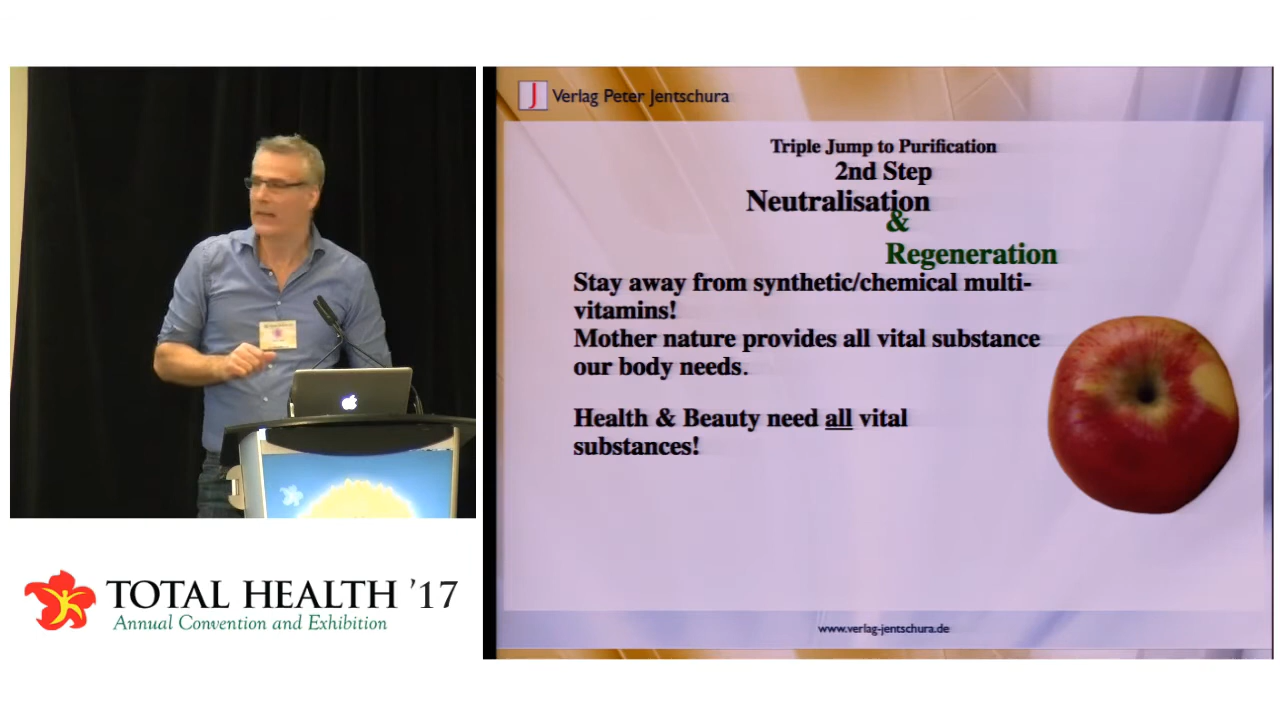 J Verlag Peter Jentschura
Triple Jump to Purification
2nd Step
Neutralisation
&
Regeneration
Stay away from synthetic/chemical multi-
vitamins!
Mother nature provides all vital substance
our body needs.
Health & Beauty need all vital
substances!
www.verlag-jentschura.de
TOTAL HEALTH '17
Annual Convention and Exhibition